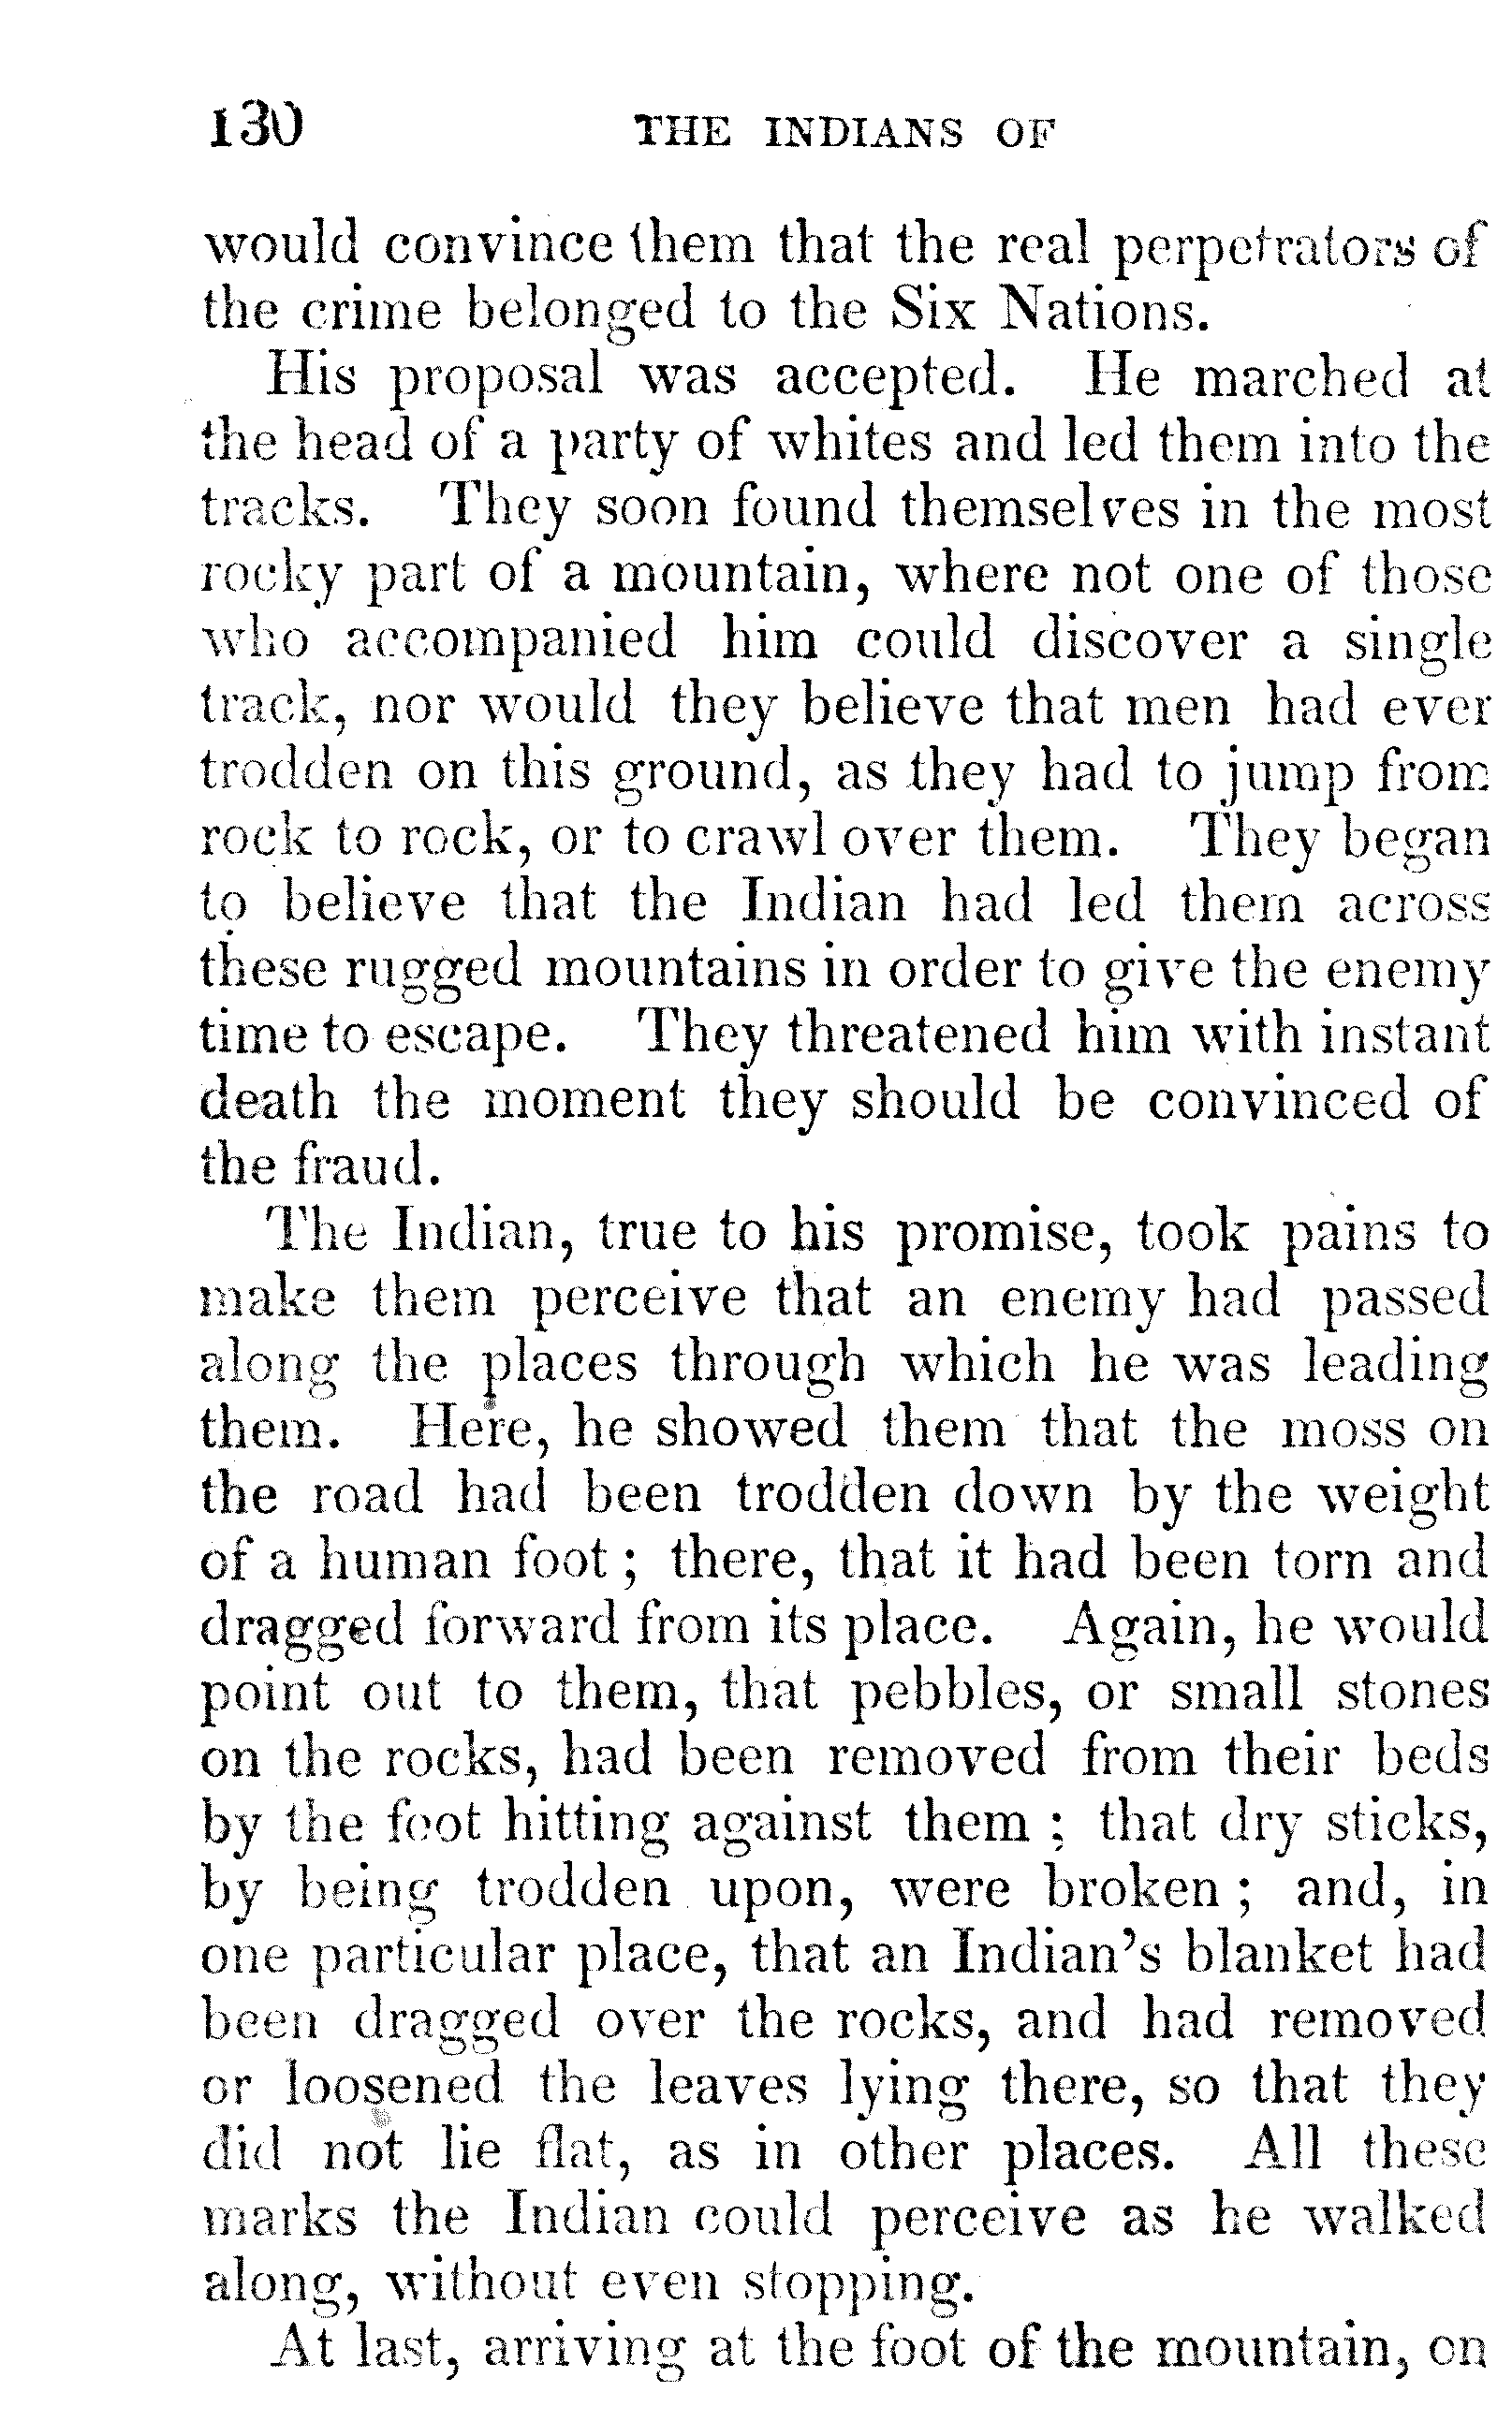 130 THE INDIANS OF
would convince them that the real perpetrators of
the crime belonged to the Six Nations.
His proposal was accepted. He marched at
the head of a party of whites and led them into the
tracks. They soon found themselves in the most
rocky part of a mountain, where not one of those
who accompanied him could discover a single
track, nor would they believe that men had ever
trodden on this ground, as they had to jump from
rock to rock, or to crawl over them. They began
to believe that the Indian had led them across
these rugged mountains in order to give the enemy
time to escape. They threatened him with instant
death the moment they should be convinced of
the fraud.
The Indian, true to his promise, took pains to
make them perceive that an enemy had passed
along the places through which he was leading
them. Here, he showed them that the moss on
the road had been trodden down by the weight
of a human foot ; there, that it had been torn and
dragged forward from its place. Again, he would
point out to them, that pebbles, or small stones
on the rocks, had been removed from their beds
by the foot hitting against them ; that dry sticks,
by being trodden upon, were broken ; and, in
one particular place, that an Indian's blanket had
been dragged over the rocks, and had removed
or loosened the leaves lying there, so that they
did not lie flat, as in other places. All these
marks the Indian could perceive as he walked
along, without even stopping.
At last, arriving at the foot of the mountain, on